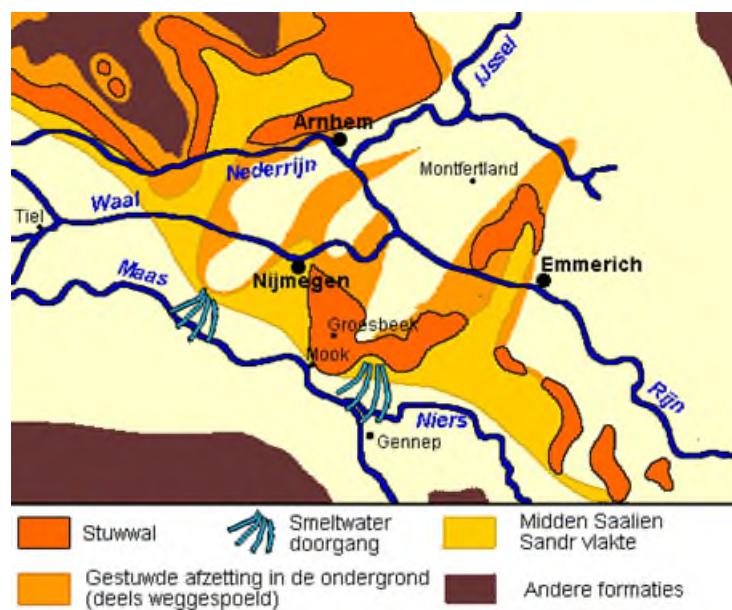 IJssel
Arnhem
Nederrijn
Montfertland
Waal
Tiel
Maas
Nijmegen
Emmerich
Groesbeek
Mook
Rijn
Niers
Gennep
Stuwwal
Smeltwater
doorgang
Midden Saalien
Sandr vlakte
Gestuwde afzetting in de ondergrond
(deels weggespoeld)
Andere formaties